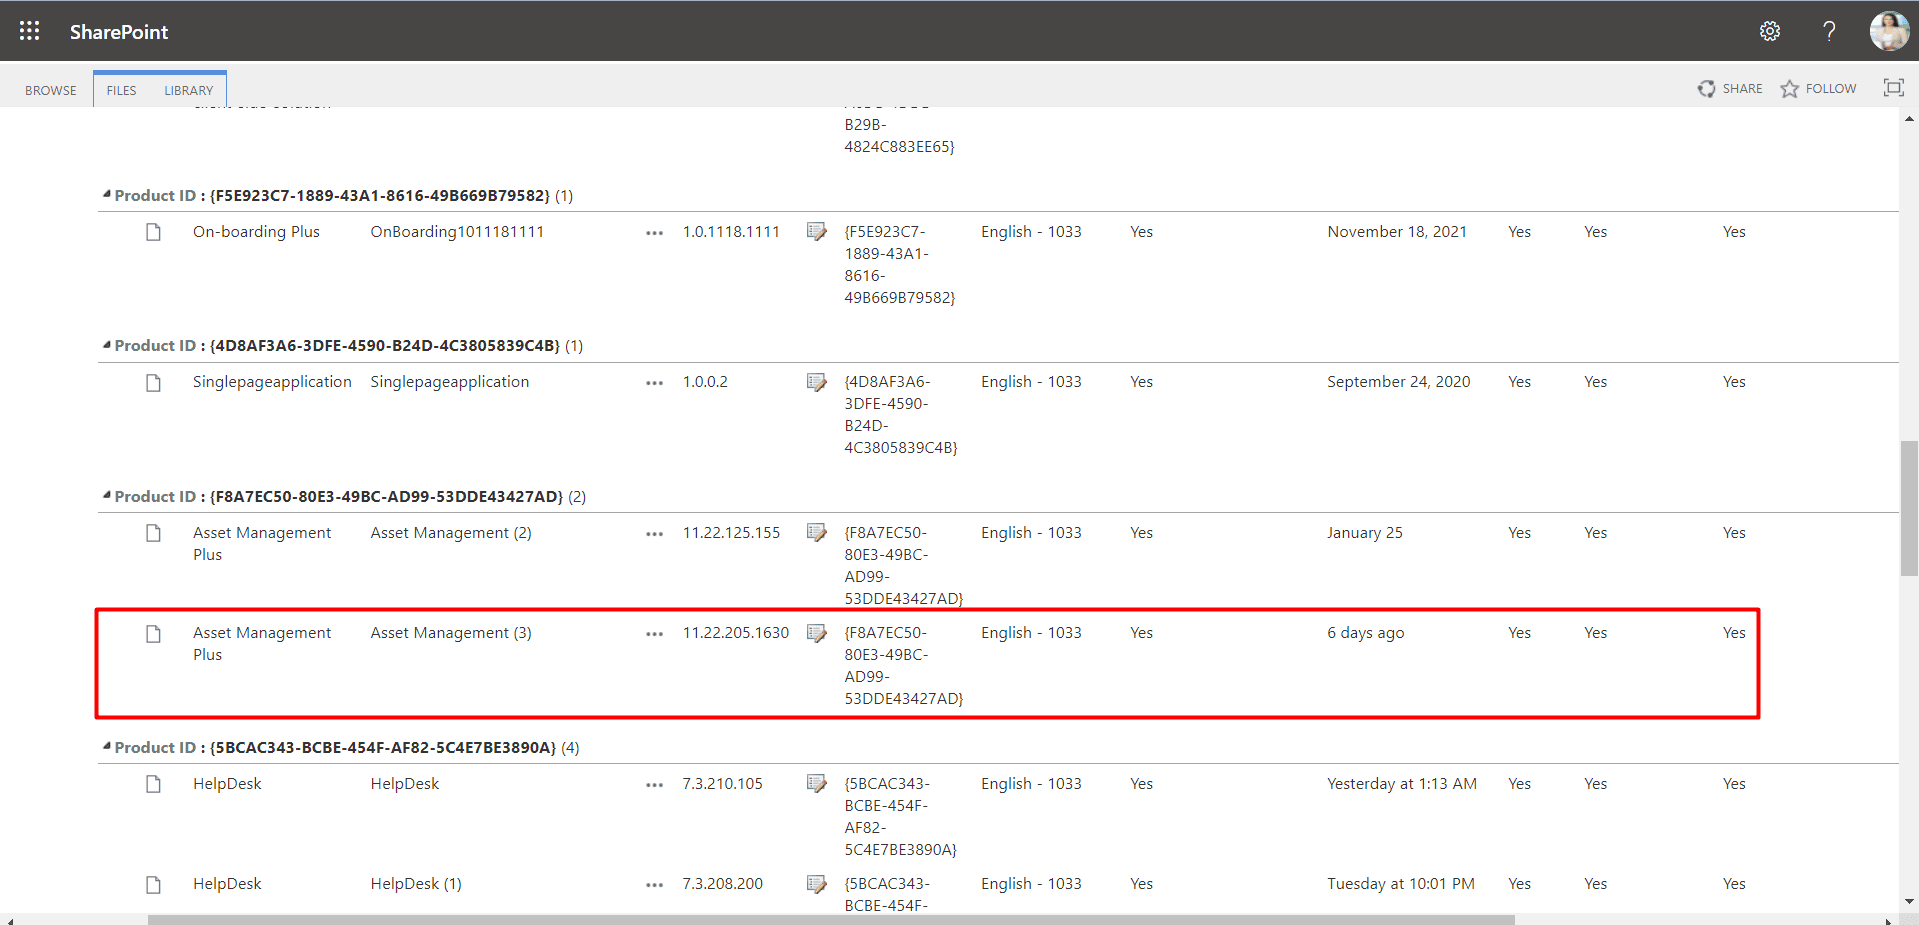 SharePoint
BROWSE FILES LIBRARY SHARE FOLLOW
B29B-
4824C883EE65}
Product ID : {F5E923C7-1889-43A1-8616-49B669B79582} (1)
On-boarding Plus OnBoarding1011181111 ... 1.0.1118.1111 {F5E923C7- English - 1033 Yes November 18, 2021 Yes Yes Yes
1889-43A1-
8616-
49B669B79582}
Product ID : {4D8AF3A6-3DFE-4590-B24D-4C3805839C4B} (1)
Singlepageapplication Singlepageapplication ... 1.0.0.2 {4D8AF3A6- English - 1033 Yes September 24, 2020 Yes Yes Yes
3DFE-4590-
B24D-
4C3805839C4B}
Product ID : {F8A7EC50-80E3-49BC-AD99-53DDE43427AD} (2)
Asset Management Asset Management (2) ... 11.22.125.155 {F8A7EC50- English - 1033 Yes January 25 Yes Yes Yes
Plus 80E3-49BC-
AD99-
53DDE43427AD}
Asset Management Asset Management (3) ... 11.22.205.1630 {F8A7EC50- English - 1033 Yes 6 days ago Yes Yes Yes
Plus 80E3-49BC-
AD99-
53DDE43427AD}
Product ID : {5BCAC343-BCBE-454F-AF82-5C4E7BE3890A} (4)
HelpDesk HelpDesk ... 7.3.210.105 {5BCAC343- English - 1033 Yes Yesterday at 1:13 AM Yes Yes Yes
BCBE-454F-
AF82-
5C4E7BE3890A}
HelpDesk HelpDesk (1) ... 7.3.208.200 {5BCAC343- English - 1033 Yes Tuesday at 10:01 PM Yes Yes Yes
BCBE-454F-